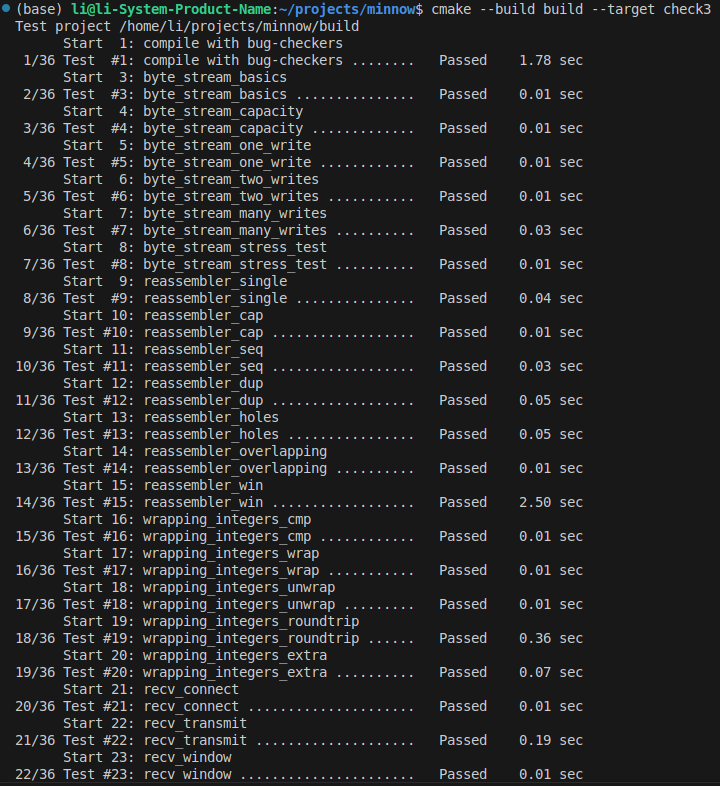 (base) li@li-System-Product-Name:~/projects/minnow$ cmake --build build --target check3
Test project /home/li/projects/minnow/build
      Start  1: compile with bug-checkers
 1/36 Test  #1: compile with bug-checkers ........   Passed    1.78 sec
      Start  3: byte_stream_basics
 2/36 Test  #3: byte_stream_basics ...............   Passed    0.01 sec
      Start  4: byte_stream_capacity
 3/36 Test  #4: byte_stream_capacity .............   Passed    0.01 sec
      Start  5: byte_stream_one_write
 4/36 Test  #5: byte_stream_one_write ............   Passed    0.01 sec
      Start  6: byte_stream_two_writes
 5/36 Test  #6: byte_stream_two_writes ...........   Passed    0.01 sec
      Start  7: byte_stream_many_writes
 6/36 Test  #7: byte_stream_many_writes ..........   Passed    0.03 sec
      Start  8: byte_stream_stress_test
 7/36 Test  #8: byte_stream_stress_test ..........   Passed    0.01 sec
      Start  9: reassembler_single
 8/36 Test  #9: reassembler_single ...............   Passed    0.04 sec
      Start 10: reassembler_cap
 9/36 Test #10: reassembler_cap ..................   Passed    0.01 sec
      Start 11: reassembler_seq
10/36 Test #11: reassembler_seq ..................   Passed    0.03 sec
      Start 12: reassembler_dup
11/36 Test #12: reassembler_dup ..................   Passed    0.05 sec
      Start 13: reassembler_holes
12/36 Test #13: reassembler_holes ................   Passed    0.05 sec
      Start 14: reassembler_overlapping
13/36 Test #14: reassembler_overlapping ..........   Passed    0.01 sec
      Start 15: reassembler_win
14/36 Test #15: reassembler_win ..................   Passed    2.50 sec
      Start 16: wrapping_integers_cmp
15/36 Test #16: wrapping_integers_cmp ............   Passed    0.01 sec
      Start 17: wrapping_integers_wrap
16/36 Test #17: wrapping_integers_wrap ...........   Passed    0.01 sec
      Start 18: wrapping_integers_unwrap
17/36 Test #18: wrapping_integers_unwrap .........   Passed    0.01 sec
      Start 19: wrapping_integers_roundtrip
18/36 Test #19: wrapping_integers_roundtrip ......   Passed    0.36 sec
      Start 20: wrapping_integers_extra
19/36 Test #20: wrapping_integers_extra ..........   Passed    0.07 sec
      Start 21: recv_connect
20/36 Test #21: recv_connect .....................   Passed    0.01 sec
      Start 22: recv_transmit
21/36 Test #22: recv_transmit ....................   Passed    0.19 sec
      Start 23: recv_window
22/36 Test #23: recv_window ......................   Passed    0.01 sec